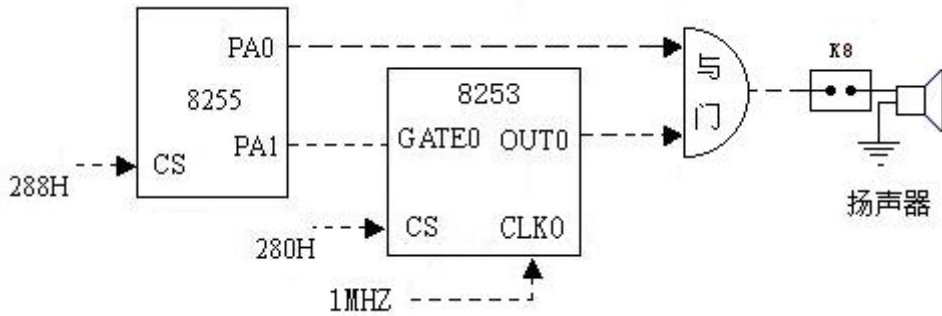 PA0
K8
与
门
8255
8253
PA1
GATE0
OUT0
CS
288H
扬声器
CS
CLK0
280H
1MHZ